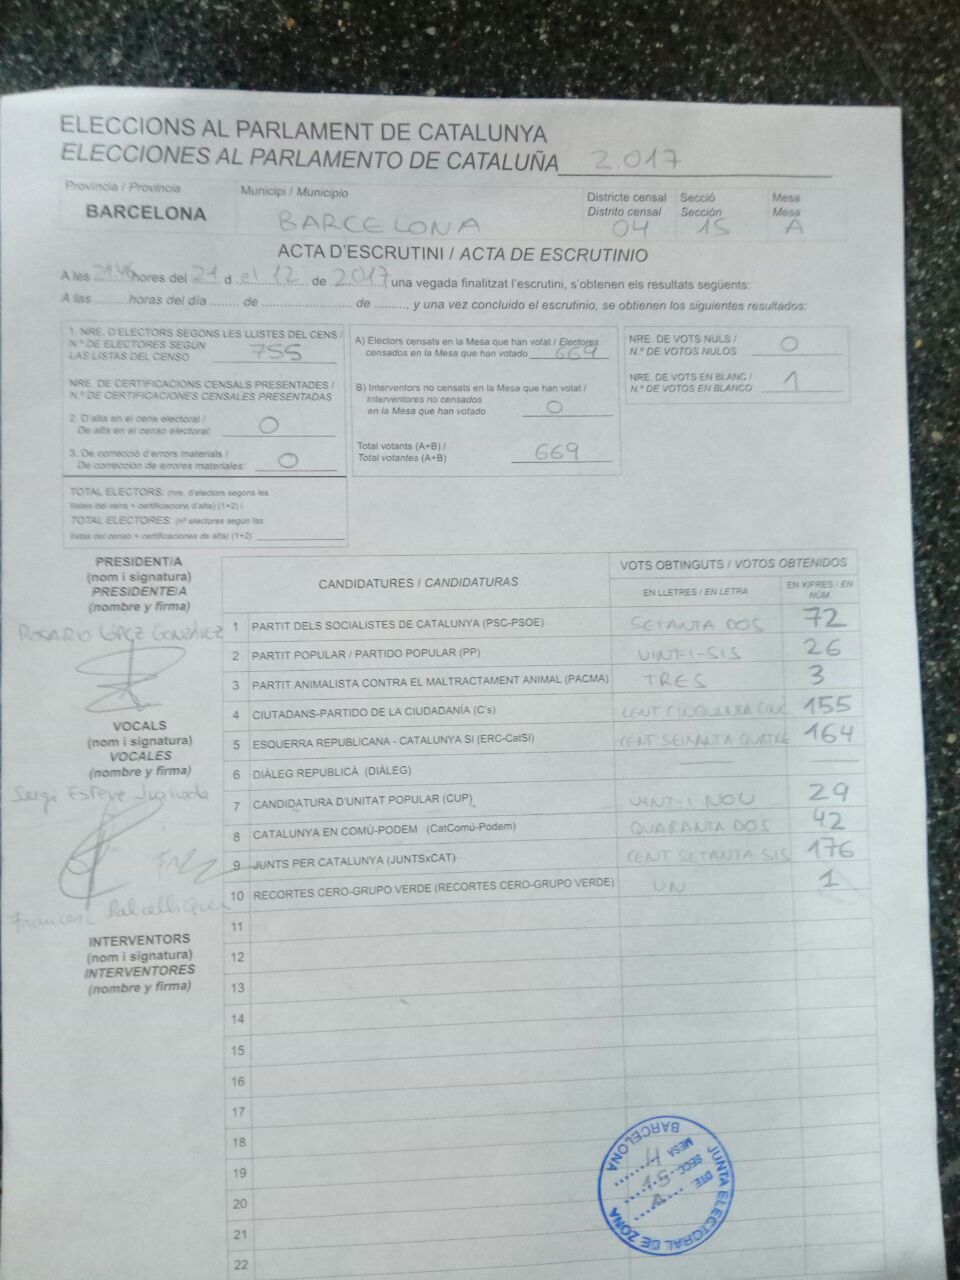 ELECCIONS AL PARLAMENT DE CATALUNYA
ELECCIONES AL PARLAMENTO DE CATALUÑA 2.017
Provincia / Provincia
BARCELONA
Municipi / Municipio
BARCELONA
Districte censal
Distrito censal
04
Secció
Sección
15
Mesa
Mesa
A
ACTA D'ESCRUTINI / ACTA DE ESCRUTINIO
A les hores del 21 d el 12 de 2.017, una vegada finalitzat l'escrutini, s'obtenen els resultats següents:
A las ......... horas del día ........ de ........................ de ........., y una vez concluido el escrutinio, se obtienen los siguientes resultados:
1. NRE. D'ELECTORS SEGONS LES LLISTES DEL CENS /
N.º DE ELECTORES SEGÚN
LAS LISTAS DEL CENSO 755
NRE. DE CERTIFICACIONS CENSALS PRESENTADES /
N.º DE CERTIFICACIONES CENSALES PRESENTADAS
2. D'alta en el cens electoral /
De alta en el censo electoral: 0
3. De correcció d'errors materials /
De corrección de errores materiales: 0
TOTAL ELECTORS: (nre. d'electors segons les
llistes del cens + certificacions d'alta) (1+2) /
TOTAL ELECTORES: (nº electores según las
listas del censo + certificaciones de alta) (1+2)
A) Electors censats en la Mesa que han votat / Electores
censados en la Mesa que han votado 669
B) Interventors no censats en la Mesa que han votat /
Interventores no censados
en la Mesa que han votado 0
Total votants (A+B) /
Total votantes (A+B) 669
NRE. DE VOTS NULS /
N.º DE VOTOS NULOS 0
NRE. DE VOTS EN BLANC /
N.º DE VOTOS EN BLANCO 1
PRESIDENT/A
(nom i signatura)
PRESIDENTE/A
(nombre y firma)
ROSARIO LÓPEZ GONZÁLEZ
VOCALS
(nom i signatura)
VOCALES
(nombre y firma)
Sergi Esteve
Francesc
INTERVENTORS
(nom i signatura)
INTERVENTORES
(nombre y firma)
CANDIDATURES / CANDIDATURAS
VOTS OBTINGUTS / VOTOS OBTENIDOS
EN LLETRES / EN LETRA
EN XIFRES / EN NÚM.
1 PARTIT DELS SOCIALISTES DE CATALUNYA (PSC-PSOE) SETANTA DOS 72
2 PARTIT POPULAR / PARTIDO POPULAR (PP) VINT-I-SIS 26
3 PARTIT ANIMALISTA CONTRA EL MALTRACTAMENT ANIMAL (PACMA) TRES 3
4 CIUTADANS-PARTIDO DE LA CIUDADANÍA (C's) CENT CINQUANTA CINC 155
5 ESQUERRA REPUBLICANA - CATALUNYA SÍ (ERC-CatSí) CENT SEIXANTA QUATRE 164
6 DIÀLEG REPUBLICÀ (DIÀLEG)
7 CANDIDATURA D'UNITAT POPULAR (CUP) VINT-I NOU 29
8 CATALUNYA EN COMÚ-PODEM (CatComú-Podem) QUARANTA DOS 42
9 JUNTS PER CATALUNYA (JUNTSxCAT) CENT SETANTA SIS 176
10 RECORTES CERO-GRUPO VERDE (RECORTES CERO-GRUPO VERDE) UN 1
11
12
13
14
15
16
17
18
19
20
21
22
JUNTA ELECTORAL DE ZONA
BARCELONA
DTE.
SECC. 15
MESA